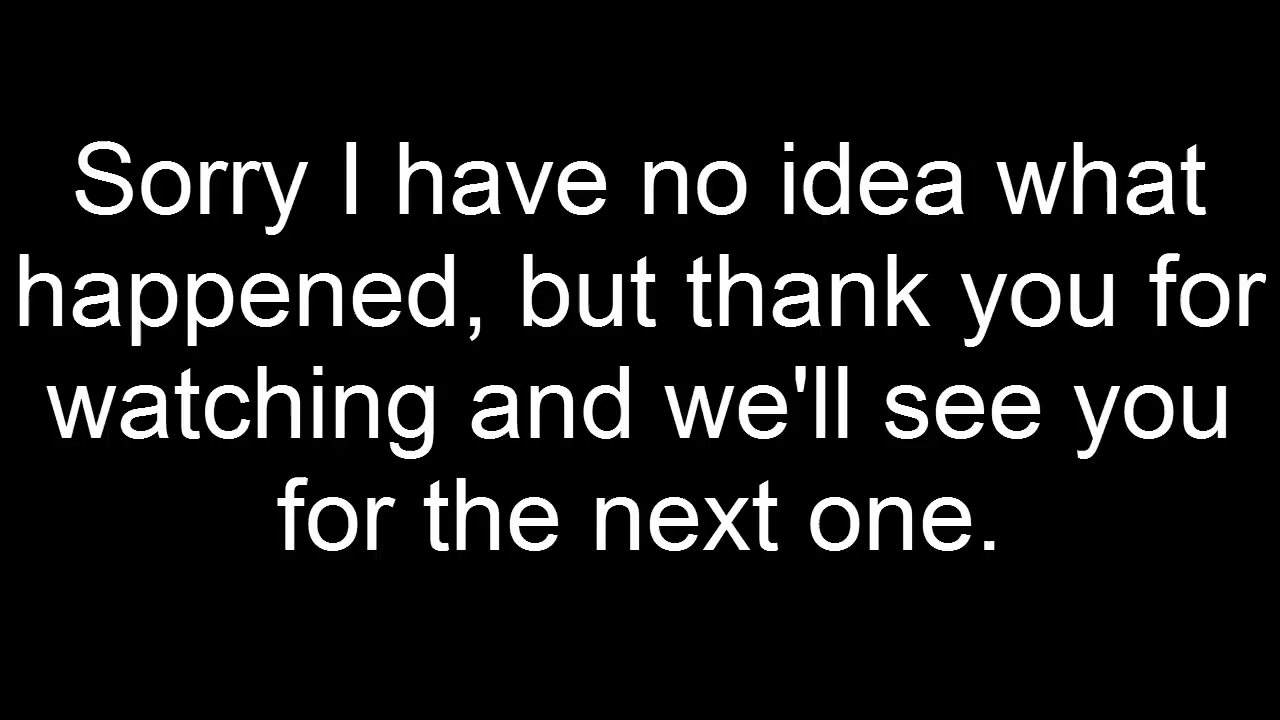 Sorry I have no idea what
happened, but thank you for
watching and we'll see you
for the next one.